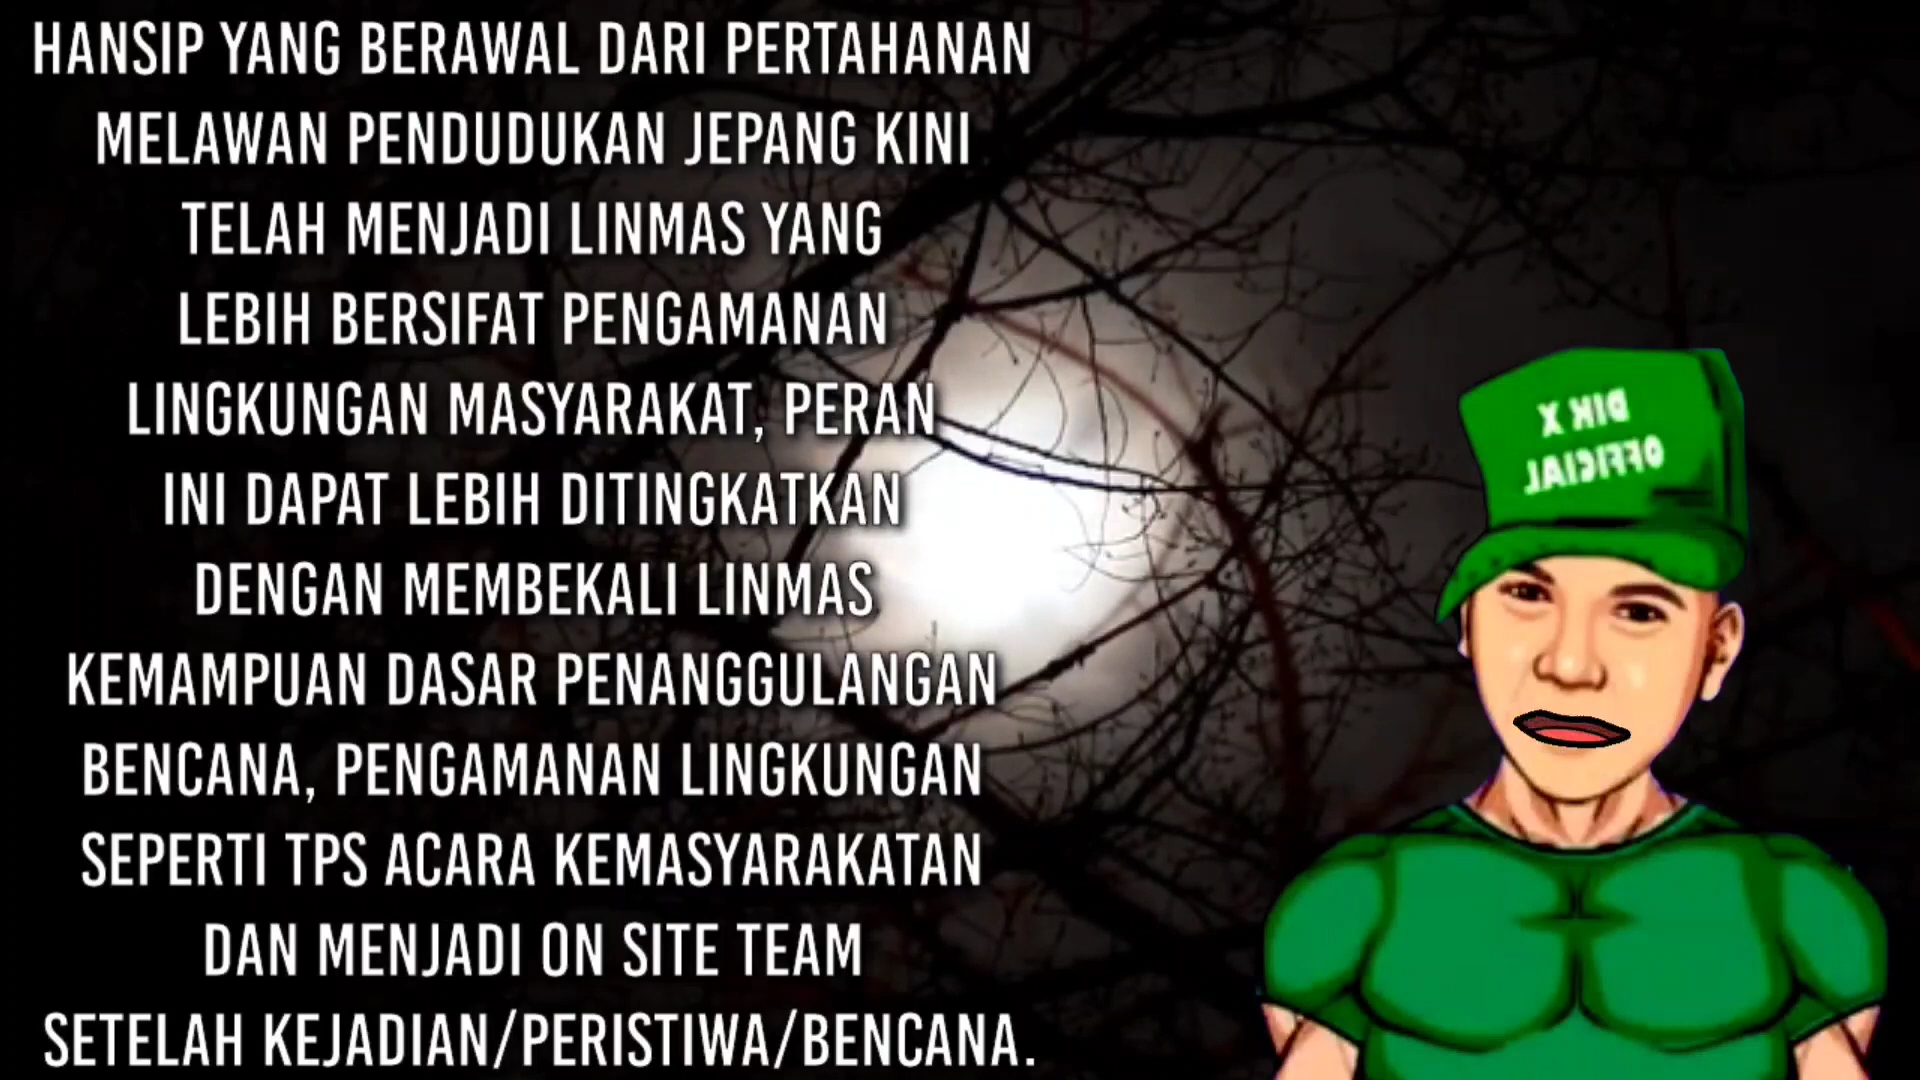 HANSIP YANG BERAWAL DARI PERTAHANAN
MELAWAN PENDUDUKAN JEPANG KINI
TELAH MENJADI LINMAS YANG
LEBIH BERSIFAT PENGAMANAN
LINGKUNGAN MASYARAKAT, PERAN
INI DAPAT LEBIH DITINGKATKAN
DENGAN MEMBEKALI LINMAS
KEMAMPUAN DASAR PENANGGULANGAN
BENCANA, PENGAMANAN LINGKUNGAN
SEPERTI TPS ACARA KEMASYARAKATAN
DAN MENJADI ON SITE TEAM
SETELAH KEJADIAN/PERISTIWA/BENCANA.
DIK X
OFFICIAL